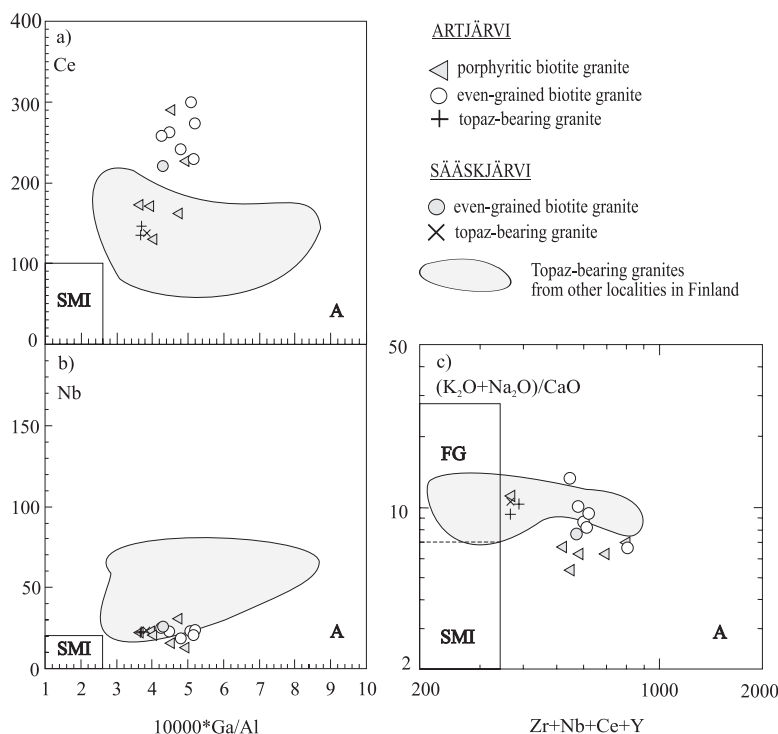 400
a)
Ce
300
200
100
SMI
A
0
b)
Nb
150
100
50
SMI
A
0
1 2 3 4 5 6 7 8 9 10
10000*Ga/Al
ARTJÄRVI
porphyritic biotite granite
even-grained biotite granite
topaz-bearing granite
SÄÄSKJÄRVI
even-grained biotite granite
topaz-bearing granite
Topaz-bearing granites
from other localities in Finland
50
c)
(K₂O+Na₂O)/CaO
FG
10
SMI
A
2
200 1000 2000
Zr+Nb+Ce+Y